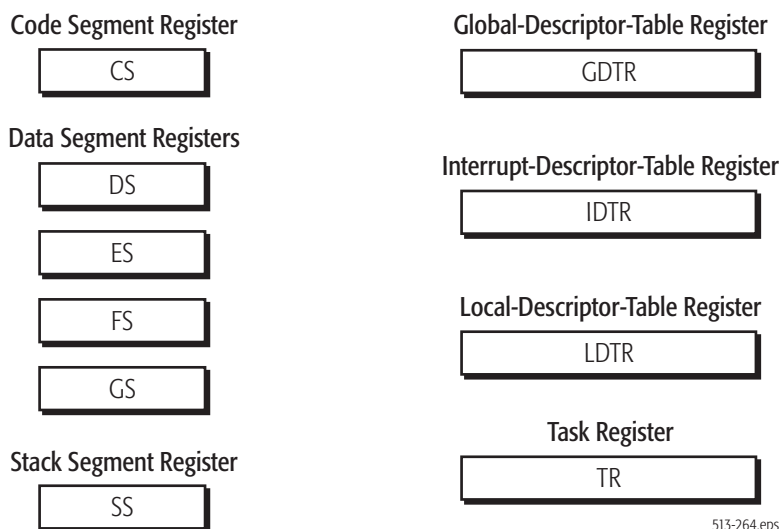 Code Segment Register
CS
Data Segment Registers
DS
ES
FS
GS
Stack Segment Register
SS
Global-Descriptor-Table Register
GDTR
Interrupt-Descriptor-Table Register
IDTR
Local-Descriptor-Table Register
LDTR
Task Register
TR
513-264.eps